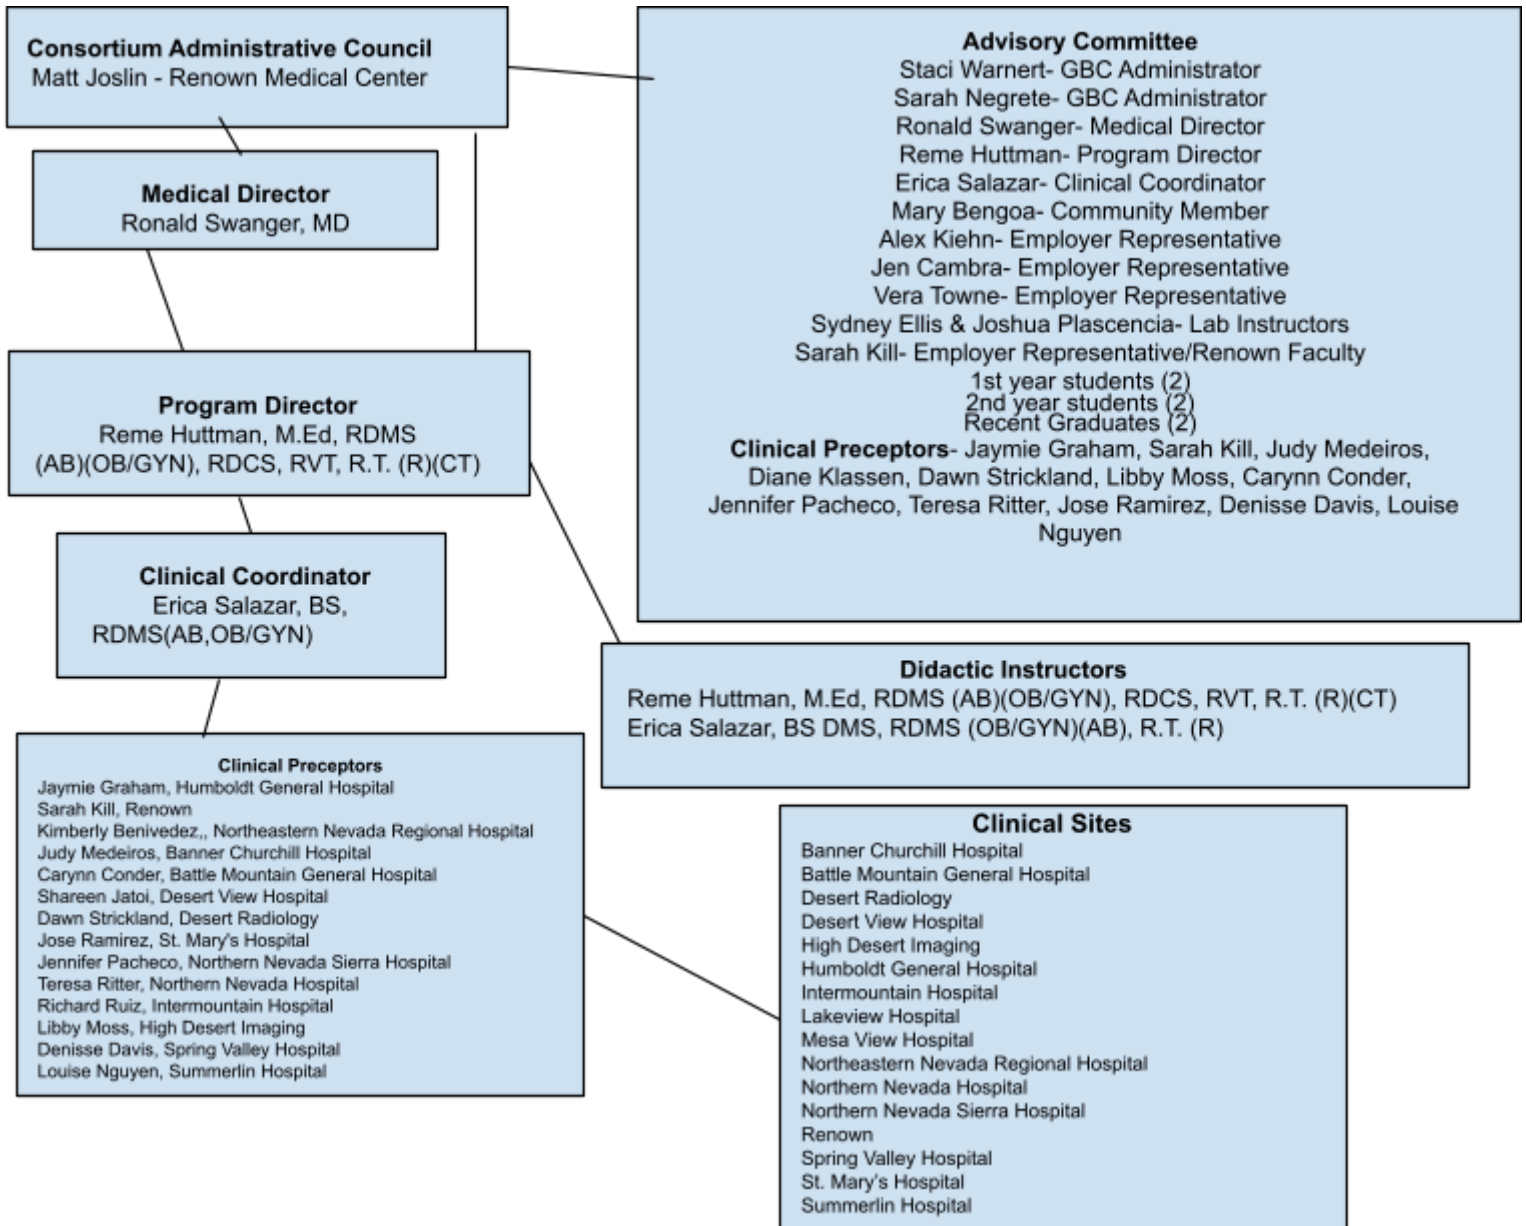 Consortium Administrative Council
Matt Joslin - Renown Medical Center
Medical Director
Ronald Swanger, MD
Program Director
Reme Huttman, M.Ed, RDMS
(AB)(OB/GYN), RDCS, RVT, R.T. (R)(CT)
Clinical Coordinator
Erica Salazar, BS,
RDMS(AB,OB/GYN)
Clinical Preceptors
Jaymie Graham, Humboldt General Hospital
Sarah Kill, Renown
Kimberly Benivedez,, Northeastern Nevada Regional Hospital
Judy Medeiros, Banner Churchill Hospital
Carynn Conder, Battle Mountain General Hospital
Shareen Jatoi, Desert View Hospital
Dawn Strickland, Desert Radiology
Jose Ramirez, St. Mary's Hospital
Jennifer Pacheco, Northern Nevada Sierra Hospital
Teresa Ritter, Northern Nevada Hospital
Richard Ruiz, Intermountain Hospital
Libby Moss, High Desert Imaging
Denisse Davis, Spring Valley Hospital
Louise Nguyen, Summerlin Hospital
Advisory Committee
Staci Warnert- GBC Administrator
Sarah Negrete- GBC Administrator
Ronald Swanger- Medical Director
Reme Huttman- Program Director
Erica Salazar- Clinical Coordinator
Mary Bengoa- Community Member
Alex Kiehn- Employer Representative
Jen Cambra- Employer Representative
Vera Towne- Employer Representative
Sydney Ellis & Joshua Plascencia- Lab Instructors
Sarah Kill- Employer Representative/Renown Faculty
1st year students (2)
2nd year students (2)
Recent Graduates (2)
Clinical Preceptors- Jaymie Graham, Sarah Kill, Judy Medeiros,
Diane Klassen, Dawn Strickland, Libby Moss, Carynn Conder,
Jennifer Pacheco, Teresa Ritter, Jose Ramirez, Denisse Davis, Louise
Nguyen
Didactic Instructors
Reme Huttman, M.Ed, RDMS (AB)(OB/GYN), RDCS, RVT, R.T. (R)(CT)
Erica Salazar, BS DMS, RDMS (OB/GYN)(AB), R.T. (R)
Clinical Sites
Banner Churchill Hospital
Battle Mountain General Hospital
Desert Radiology
Desert View Hospital
High Desert Imaging
Humboldt General Hospital
Intermountain Hospital
Lakeview Hospital
Mesa View Hospital
Northeastern Nevada Regional Hospital
Northern Nevada Hospital
Northern Nevada Sierra Hospital
Renown
Spring Valley Hospital
St. Mary's Hospital
Summerlin Hospital